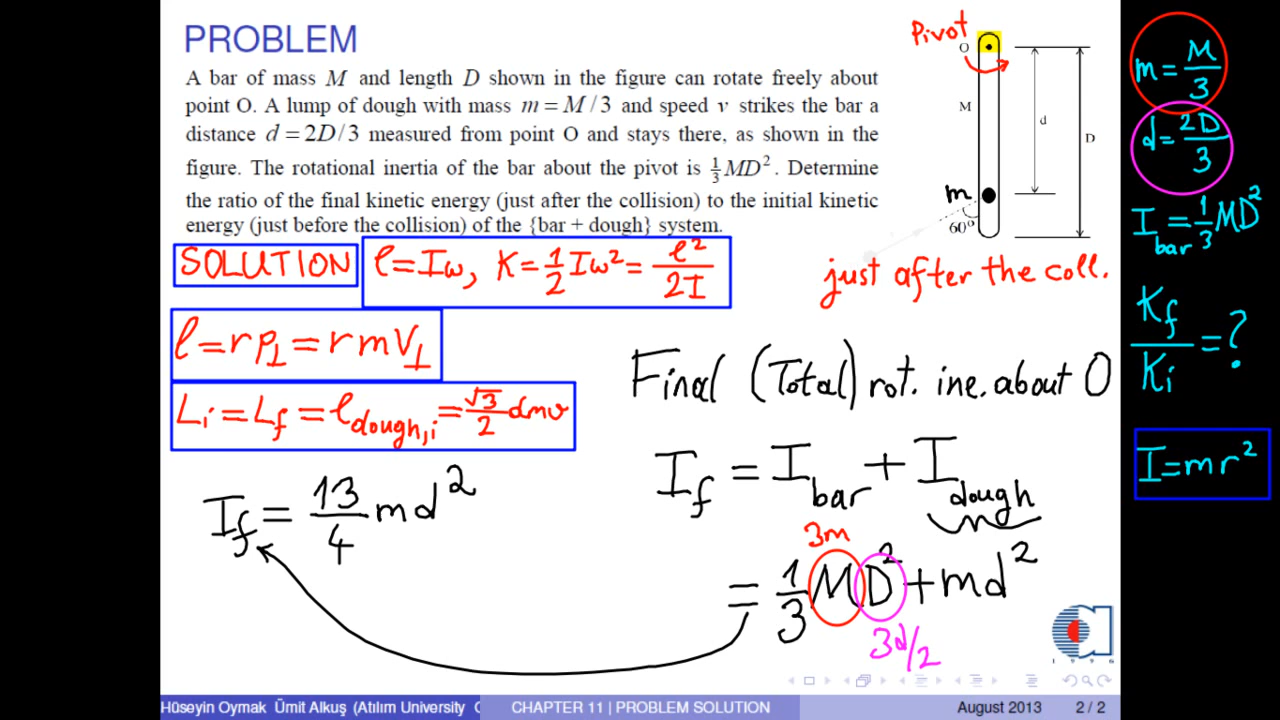 PROBLEM
A bar of mass M and length D shown in the figure can rotate freely about
point O. A lump of dough with mass m = M / 3 and speed v strikes the bar a
distance d = 2D / 3 measured from point O and stays there, as shown in the
figure. The rotational inertia of the bar about the pivot is ⅓MD². Determine
the ratio of the final kinetic energy (just after the collision) to the initial kinetic
energy (just before the collision) of the {bar + dough} system.
Pivot
O
M
d
D
m
60°
just after the coll.
m = M/3
d = 2D/3
I_bar = 1/3 MD²
K_f/K_i = ?
I = mr²
SOLUTION
ℓ = Iω, K = 1/2 Iω² = ℓ²/2I
ℓ = r p⊥ = r m V⊥
L_i = L_f = ℓ_dough,i = √3/2 dmv
I_f = 13/4 md²
Final (Total) rot. ine. about O
I_f = I_bar + I_dough
3m
= 1/3 MD² + md²
3d/2
1 9 9 6
Hüseyin Oymak Ümit Alkuş (Atılım University
CHAPTER 11 | PROBLEM SOLUTION
August 2013
2 / 2